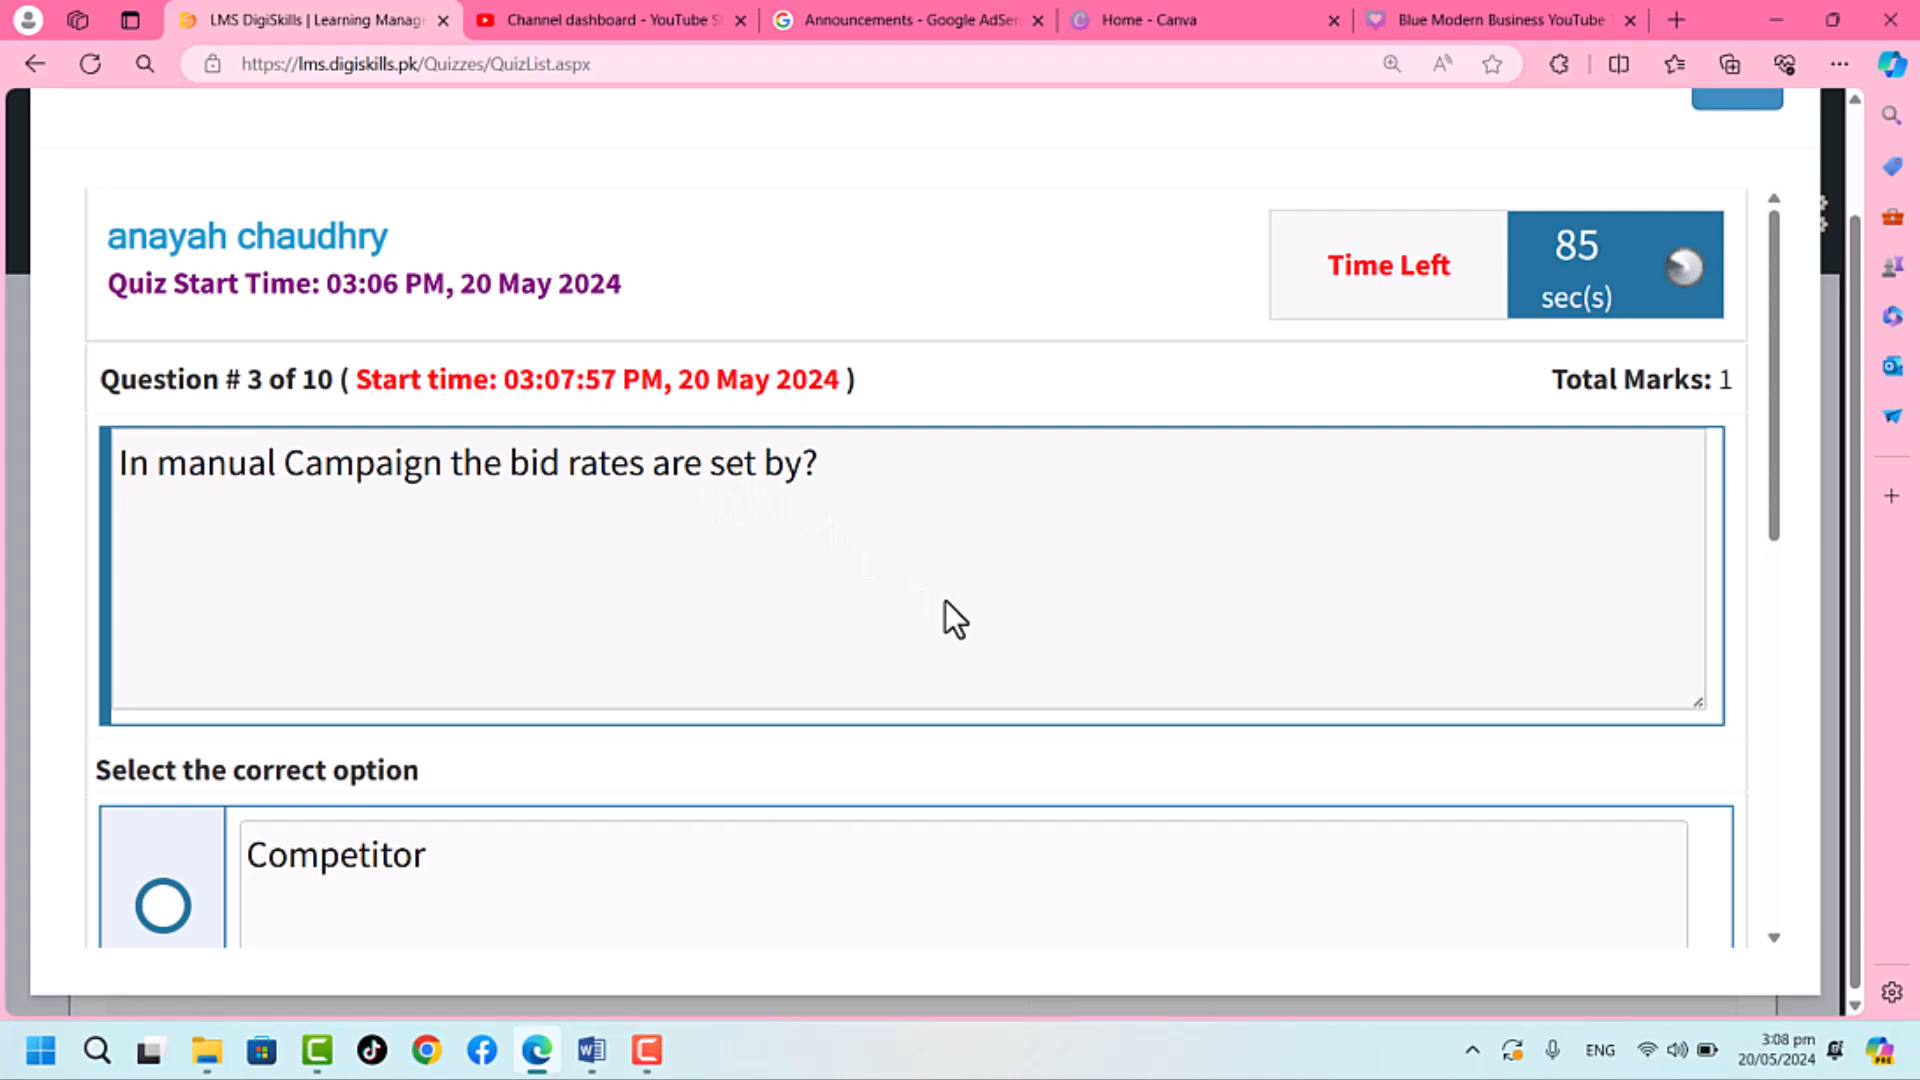 LMS DigiSkills | Learning Manag
Channel dashboard - YouTube S
Announcements - Google AdSen
Home - Canva
Blue Modern Business YouTube
https://lms.digiskills.pk/Quizzes/QuizList.aspx
anayah chaudhry
Quiz Start Time: 03:06 PM, 20 May 2024
Time Left
85
sec(s)
Question # 3 of 10 ( Start time: 03:07:57 PM, 20 May 2024 )
Total Marks: 1
In manual Campaign the bid rates are set by?
Select the correct option
Competitor
ENG
3:08 pm
20/05/2024